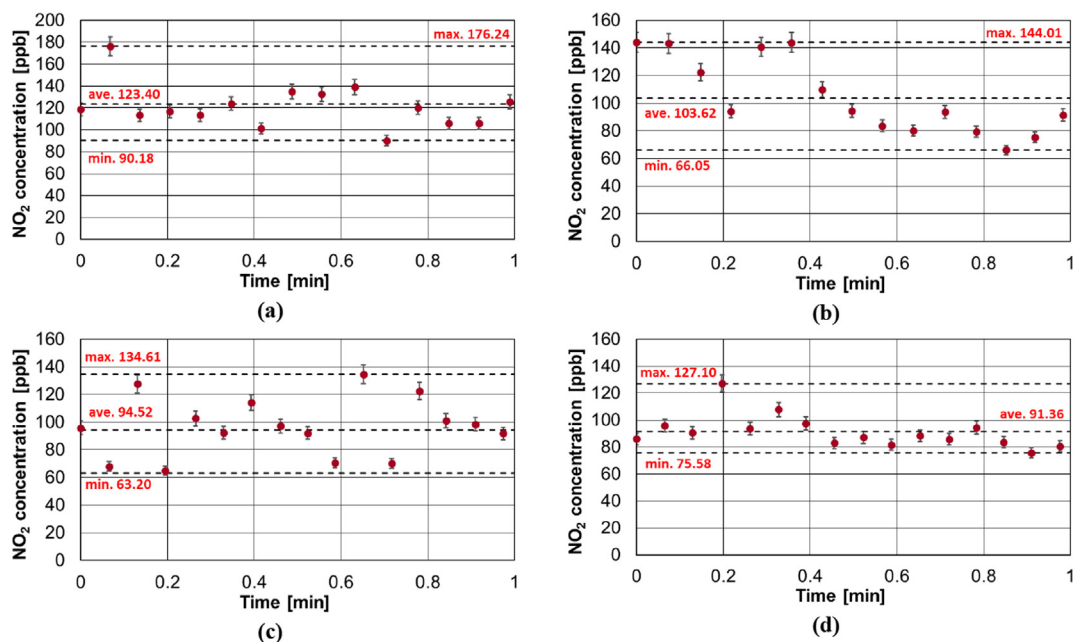 NO2 concentration [ppb]
200
180
160
140
120
100
80
60
40
20
0
max. 176.24
ave. 123.40
min. 90.18
0 0.2 0.4 0.6 0.8 1
Time [min]
(a)
NO2 concentration [ppb]
160
140
120
100
80
60
40
20
0
max. 144.01
ave. 103.62
min. 66.05
0 0.2 0.4 0.6 0.8 1
Time [min]
(b)
NO2 concentration [ppb]
160
140
120
100
80
60
40
20
0
max. 134.61
ave. 94.52
min. 63.20
0 0.2 0.4 0.6 0.8 1
Time [min]
(c)
NO2 concentration [ppb]
160
140
120
100
80
60
40
20
0
max. 127.10
ave. 91.36
min. 75.58
0 0.2 0.4 0.6 0.8 1
Time [min]
(d)